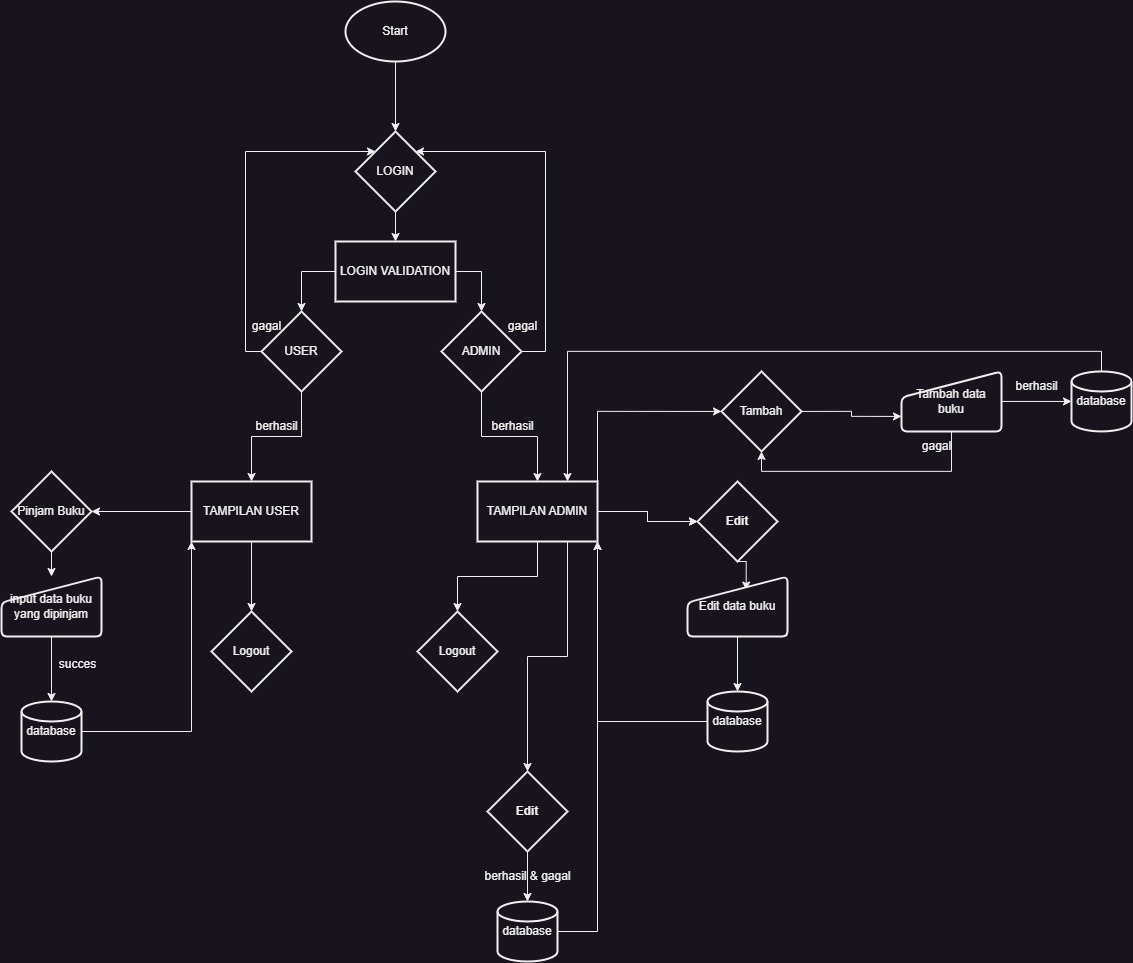 Start
LOGIN
LOGIN VALIDATION
gagal
gagal
USER
ADMIN
berhasil
berhasil
Tambah
Tambah data
buku
berhasil
database
gagal
Pinjam Buku
TAMPILAN USER
TAMPILAN ADMIN
Edit
input data buku
yang dipinjam
Edit data buku
succes
Logout
Logout
database
database
Edit
berhasil & gagal
database